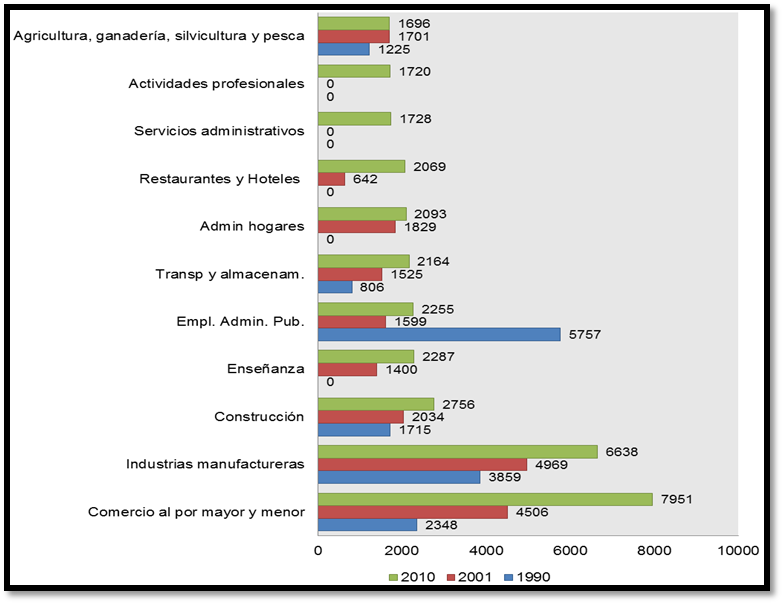 1696
Agricultura, ganadería, silvicultura y pesca 1701
1225
1720
Actividades profesionales 0
0
1728
Servicios administrativos 0
0
2069
Restaurantes y Hoteles 642
0
2093
Admin hogares 1829
0
2164
Transp y almacenam. 1525
806
2255
Empl. Admin. Pub. 1599
5757
2287
Enseñanza 1400
0
2756
Construcción 2034
1715
6638
Industrias manufactureras 4969
3859
7951
Comercio al por mayor y menor 4506
2348
0 2000 4000 6000 8000 10000
2010 2001 1990